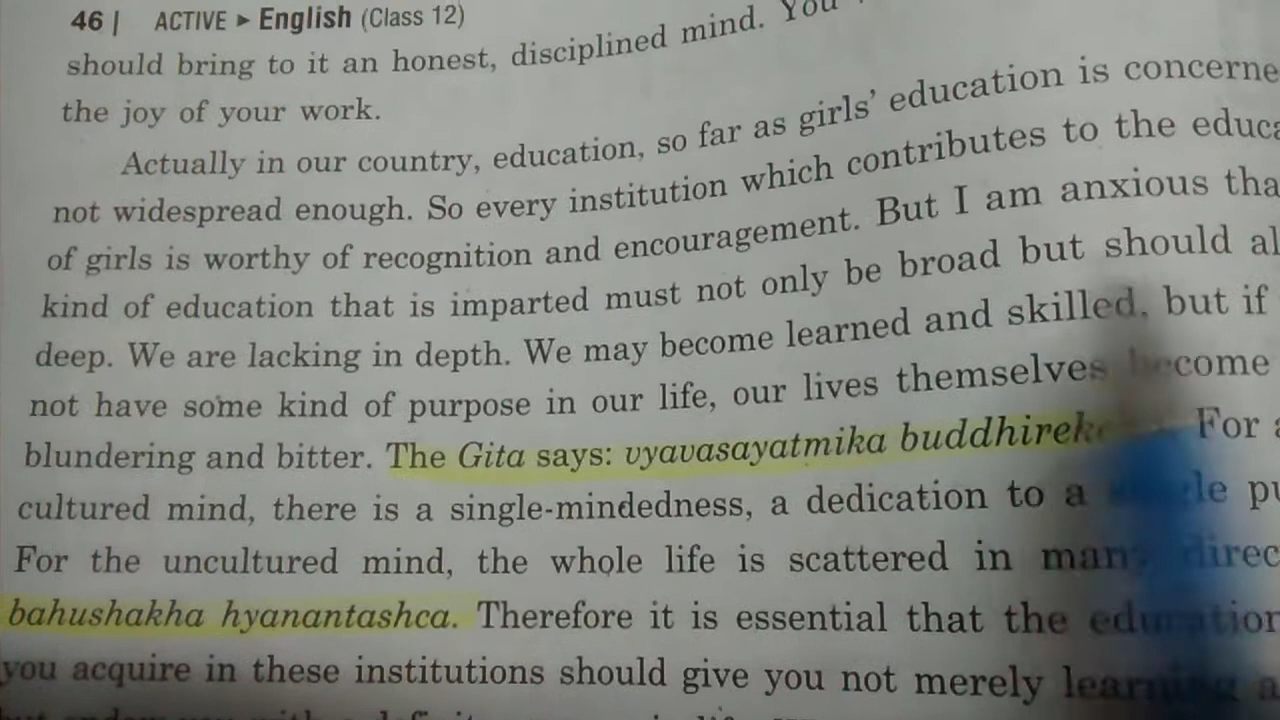 46 | ACTIVE ▸ English (Class 12)
should bring to it an honest, disciplined mind. You
the joy of your work.
Actually in our country, education, so far as girls' education is concerne
not widespread enough. So every institution which contributes to the educa
of girls is worthy of recognition and encouragement. But I am anxious tha
kind of education that is imparted must not only be broad but should al
deep. We are lacking in depth. We may become learned and skilled, but if
not have some kind of purpose in our life, our lives themselves become
blundering and bitter. The Gita says: vyavasayatmika buddhirek For
cultured mind, there is a single-mindedness, a dedication to a pu
For the uncultured mind, the whole life is scattered in many direc
bahushakha hyanantashca. Therefore it is essential that the education
you acquire in these institutions should give you not merely learning a